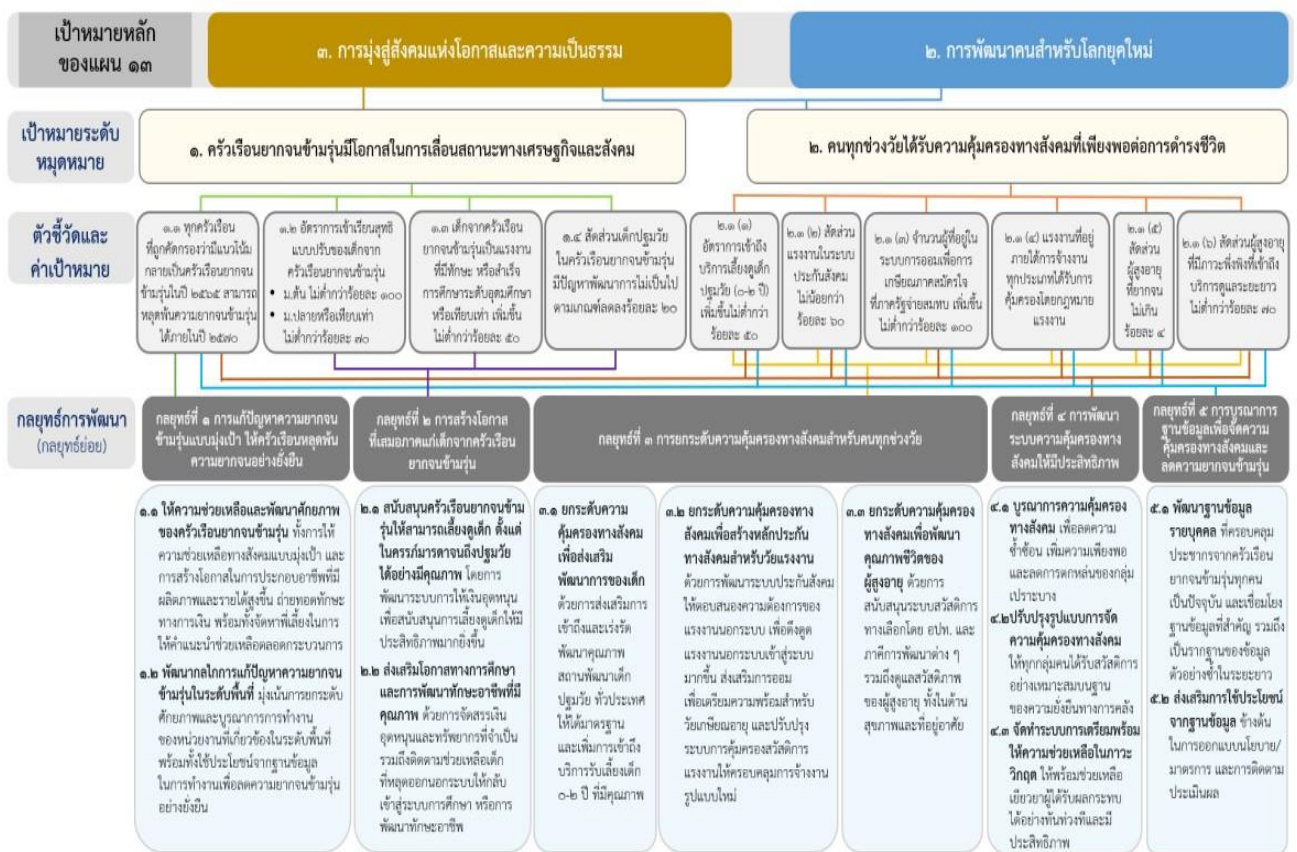 เป้าหมายหลัก
ของแผน ๑๓
๓. การมุ่งสู่สังคมแห่งโอกาสและความเป็นธรรม
๒. การพัฒนาคนสำหรับโลกยุคใหม่
เป้าหมายระดับ
หมุดหมาย
๑. ครัวเรือนยากจนข้ามรุ่นมีโอกาสในการเลื่อนสถานะทางเศรษฐกิจและสังคม
๒. คนทุกช่วงวัยได้รับความคุ้มครองทางสังคมที่เพียงพอต่อการดำรงชีวิต
ตัวชี้วัดและ
ค่าเป้าหมาย
๑.๑ ทุกครัวเรือน
ที่ถูกคัดกรองว่ามีแนวโน้ม
กลายเป็นครัวเรือนยากจน
ข้ามรุ่นในปี ๒๕๖๕ สามารถ
หลุดพ้นความยากจนข้ามรุ่น
ได้ภายในปี ๒๕๗๐
๑.๒ อัตราการเข้าเรียนสุทธิ
แบบปรับของเด็กจาก
ครัวเรือนยากจนข้ามรุ่น
• ม.ต้น ไม่ต่ำกว่าร้อยละ ๑๐๐
• ม.ปลายหรือเทียบเท่า
ไม่ต่ำกว่าร้อยละ ๗๐
๑.๓ เด็กจากครัวเรือน
ยากจนข้ามรุ่นเป็นแรงงาน
ที่มีทักษะ หรือสำเร็จ
การศึกษาระดับอุดมศึกษา
หรือเทียบเท่า เพิ่มขึ้น
ไม่ต่ำกว่าร้อยละ ๕๐
๑.๔ สัดส่วนเด็กปฐมวัย
ในครัวเรือนยากจนข้ามรุ่น
มีปัญหาพัฒนาการไม่เป็นไป
ตามเกณฑ์ลดลงร้อยละ ๒๐
๒.๑ (๑)
อัตราการเข้าถึง
บริการเลี้ยงดูเด็ก
ปฐมวัย (๐-๒ ปี)
เพิ่มขึ้นไม่ต่ำกว่า
ร้อยละ ๕๐
๒.๑ (๒) สัดส่วน
แรงงานในระบบ
ประกันสังคม
ไม่น้อยกว่า
ร้อยละ ๖๐
๒.๑ (๓) จำนวนผู้ที่อยู่ใน
ระบบการออมเพื่อการ
เกษียณภาคสมัครใจ
ที่ภาครัฐจ่ายสมทบ เพิ่มขึ้น
ไม่ต่ำกว่าร้อยละ ๑๐๐
๒.๑ (๔) แรงงานที่อยู่
ภายใต้การจ้างงาน
ทุกประเภทได้รับการ
คุ้มครองโดยกฎหมาย
แรงงาน
๒.๑ (๕)
สัดส่วน
ผู้สูงอายุ
ที่ยากจน
ไม่เกิน
ร้อยละ ๔
๒.๑ (๖) สัดส่วนผู้สูงอายุ
ที่มีภาวะพึ่งพิงที่เข้าถึง
บริการดูแลระยะยาว
ไม่ต่ำกว่าร้อยละ ๗๐
กลยุทธ์การพัฒนา
(กลยุทธ์ย่อย)
กลยุทธ์ที่ ๑ การแก้ปัญหาความยากจน
ข้ามรุ่นแบบมุ่งเป้า ให้ครัวเรือนหลุดพ้น
ความยากจนอย่างยั่งยืน
กลยุทธ์ที่ ๒ การสร้างโอกาส
ที่เสมอภาคแก่เด็กจากครัวเรือน
ยากจนข้ามรุ่น
กลยุทธ์ที่ ๓ การยกระดับความคุ้มครองทางสังคมสำหรับคนทุกช่วงวัย
กลยุทธ์ที่ ๔ การพัฒนา
ระบบความคุ้มครองทาง
สังคมให้มีประสิทธิภาพ
กลยุทธ์ที่ ๕ การบูรณาการ
ฐานข้อมูลเพื่อจัดความ
คุ้มครองทางสังคมและ
ลดความยากจนข้ามรุ่น
๑.๑ ให้ความช่วยเหลือและพัฒนาศักยภาพ
ของครัวเรือนยากจนข้ามรุ่น ทั้งการให้
ความช่วยเหลือทางสังคมแบบมุ่งเป้า และ
การสร้างโอกาสในการประกอบอาชีพที่มี
ผลิตภาพและรายได้สูงขึ้น ถ่ายทอดทักษะ
ทางการเงิน พร้อมทั้งจัดหาพี่เลี้ยงในการ
ให้คำแนะนำช่วยเหลือตลอดกระบวนการ
๑.๒ พัฒนากลไกการแก้ปัญหาความยากจน
ข้ามรุ่นในระดับพื้นที่ มุ่งเน้นการยกระดับ
ศักยภาพและบูรณาการการทำงาน
ของหน่วยงานที่เกี่ยวข้องในระดับพื้นที่
พร้อมทั้งใช้ประโยชน์จากฐานข้อมูล
ในการทำงานเพื่อลดความยากจนข้ามรุ่น
อย่างยั่งยืน
๒.๑ สนับสนุนครัวเรือนยากจนข้าม
รุ่นให้สามารถเลี้ยงดูเด็ก ตั้งแต่
ในครรภ์มารดาจนถึงปฐมวัย
ได้อย่างมีคุณภาพ โดยการ
พัฒนาระบบการให้เงินอุดหนุน
เพื่อสนับสนุนการเลี้ยงดูเด็กให้มี
ประสิทธิภาพมากยิ่งขึ้น
๒.๒ ส่งเสริมโอกาสทางการศึกษา
และการพัฒนาทักษะอาชีพที่มี
คุณภาพ ด้วยการจัดสรรเงิน
อุดหนุนและทรัพยากรที่จำเป็น
รวมถึงติดตามช่วยเหลือเด็ก
ที่หลุดออกนอกระบบให้กลับ
เข้าสู่ระบบการศึกษา หรือการ
พัฒนาทักษะอาชีพ
๓.๑ ยกระดับความ
คุ้มครองทางสังคม
เพื่อส่งเสริม
พัฒนาการของเด็ก
ด้วยการส่งเสริมการ
เข้าถึงและเร่งรัด
พัฒนาคุณภาพ
สถานพัฒนาเด็ก
ปฐมวัย ทั่วประเทศ
ให้ได้มาตรฐาน
และเพิ่มการเข้าถึง
บริการรับเลี้ยงเด็ก
๐-๒ ปี ที่มีคุณภาพ
๓.๒ ยกระดับความคุ้มครองทาง
สังคมเพื่อสร้างหลักประกัน
ทางสังคมสำหรับวัยแรงงาน
ด้วยการพัฒนาระบบประกันสังคม
ให้ตอบสนองความต้องการของ
แรงงานนอกระบบ เพื่อดึงดูด
แรงงานนอกระบบเข้าสู่ระบบ
มากขึ้น ส่งเสริมการออม
เพื่อเตรียมความพร้อมสำหรับ
วัยเกษียณอายุ และปรับปรุง
ระบบการคุ้มครองสวัสดิการ
แรงงานให้ครอบคลุมการจ้างงาน
รูปแบบใหม่
๓.๓ ยกระดับความคุ้มครอง
ทางสังคมเพื่อพัฒนา
คุณภาพชีวิตของ
ผู้สูงอายุ ด้วยการ
สนับสนุนระบบสวัสดิการ
ทางเลือกโดย อปท. และ
ภาคีการพัฒนาต่าง ๆ
รวมถึงดูแลสวัสดิภาพ
ของผู้สูงอายุ ทั้งในด้าน
สุขภาพและที่อยู่อาศัย
๔.๑ บูรณาการความคุ้มครอง
ทางสังคม เพื่อลดความ
ซ้ำซ้อน เพิ่มความเพียงพอ
และลดการตกหล่นของกลุ่ม
เปราะบาง
๔.๒ปรับปรุงรูปแบบการจัด
ความคุ้มครองทางสังคม
ให้ทุกกลุ่มคนได้รับสวัสดิการ
อย่างเหมาะสมบนฐาน
ของความยั่งยืนทางการคลัง
๔.๓ จัดทำระบบการเตรียมพร้อม
ให้ความช่วยเหลือในภาวะ
วิกฤต ให้พร้อมช่วยเหลือ
เยียวยาผู้ได้รับผลกระทบ
ได้อย่างทันท่วงทีและมี
ประสิทธิภาพ
๕.๑ พัฒนาฐานข้อมูล
รายบุคคล ที่ครอบคลุม
ประชากรจากครัวเรือน
ยากจนข้ามรุ่นทุกคน
เป็นปัจจุบัน และเชื่อมโยง
ฐานข้อมูลที่สำคัญ รวมถึง
เป็นรากฐานของข้อมูล
ตัวอย่างซ้ำในระยะยาว
๕.๒ ส่งเสริมการใช้ประโยชน์
จากฐานข้อมูล ข้างต้น
ในการออกแบบนโยบาย/
มาตรการ และการติดตาม
ประเมินผล